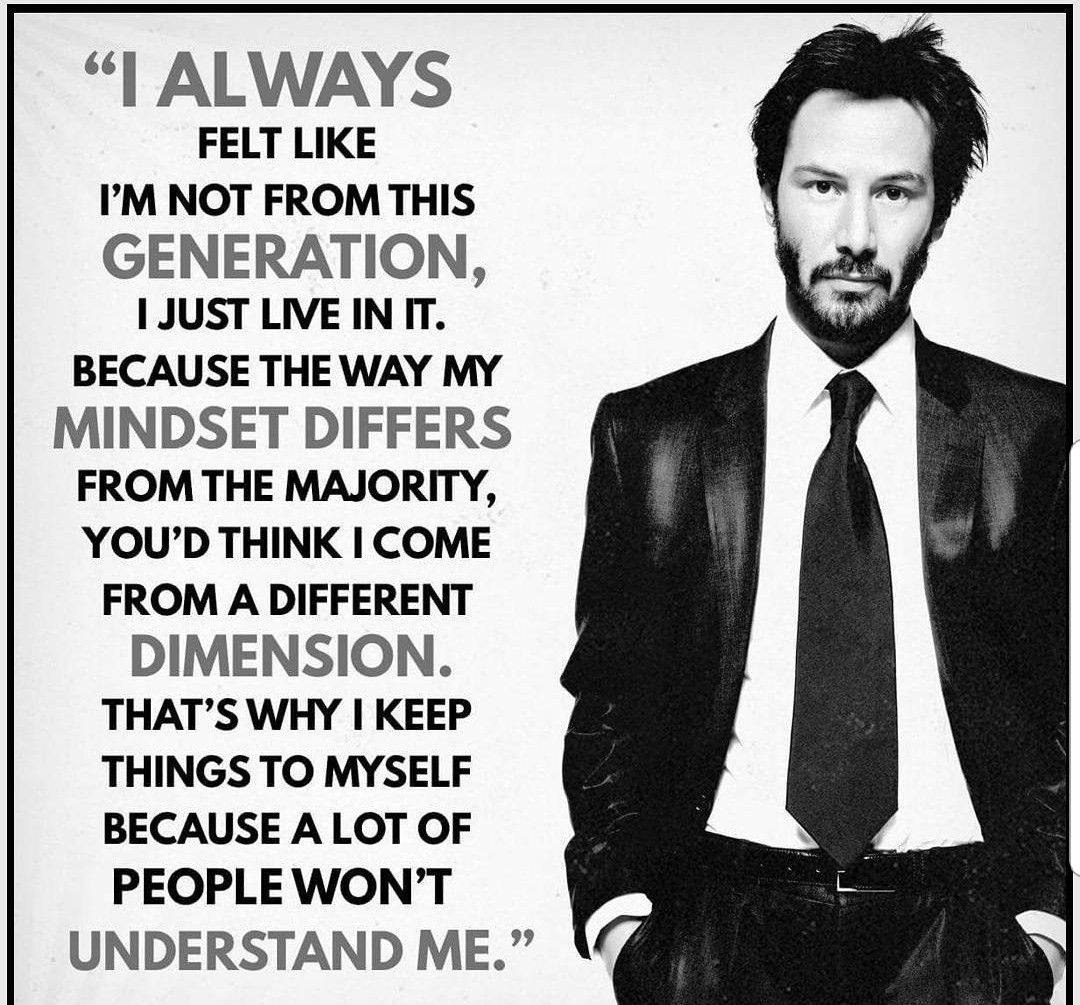 “I ALWAYS
FELT LIKE
I’M NOT FROM THIS
GENERATION,
I JUST LIVE IN IT.
BECAUSE THE WAY MY
MINDSET DIFFERS
FROM THE MAJORITY,
YOU’D THINK I COME
FROM A DIFFERENT
DIMENSION.
THAT’S WHY I KEEP
THINGS TO MYSELF
BECAUSE A LOT OF
PEOPLE WON’T
UNDERSTAND ME.”